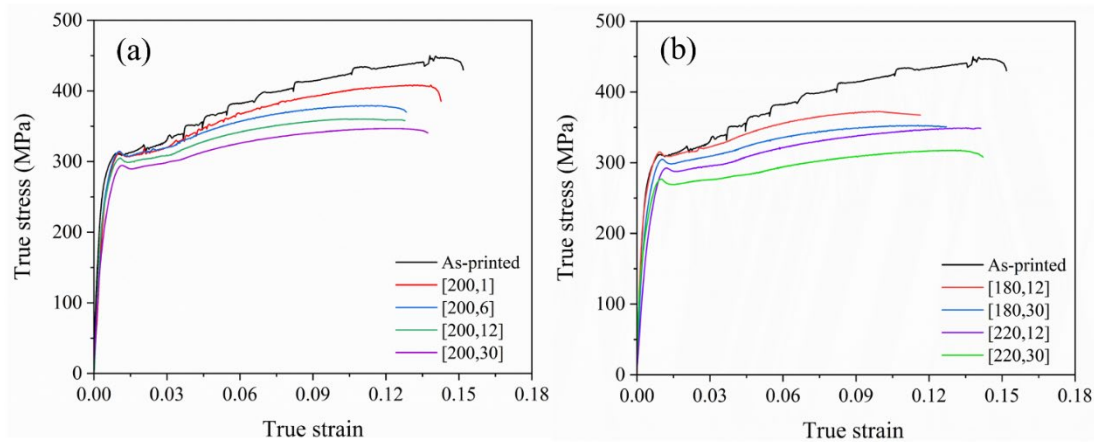 (a)
True stress (MPa)
500
400
300
200
100
0
As-printed
[200,1]
[200,6]
[200,12]
[200,30]
0.00 0.03 0.06 0.09 0.12 0.15 0.18
True strain
(b)
True stress (MPa)
500
400
300
200
100
0
As-printed
[180,12]
[180,30]
[220,12]
[220,30]
0.00 0.03 0.06 0.09 0.12 0.15 0.18
True strain